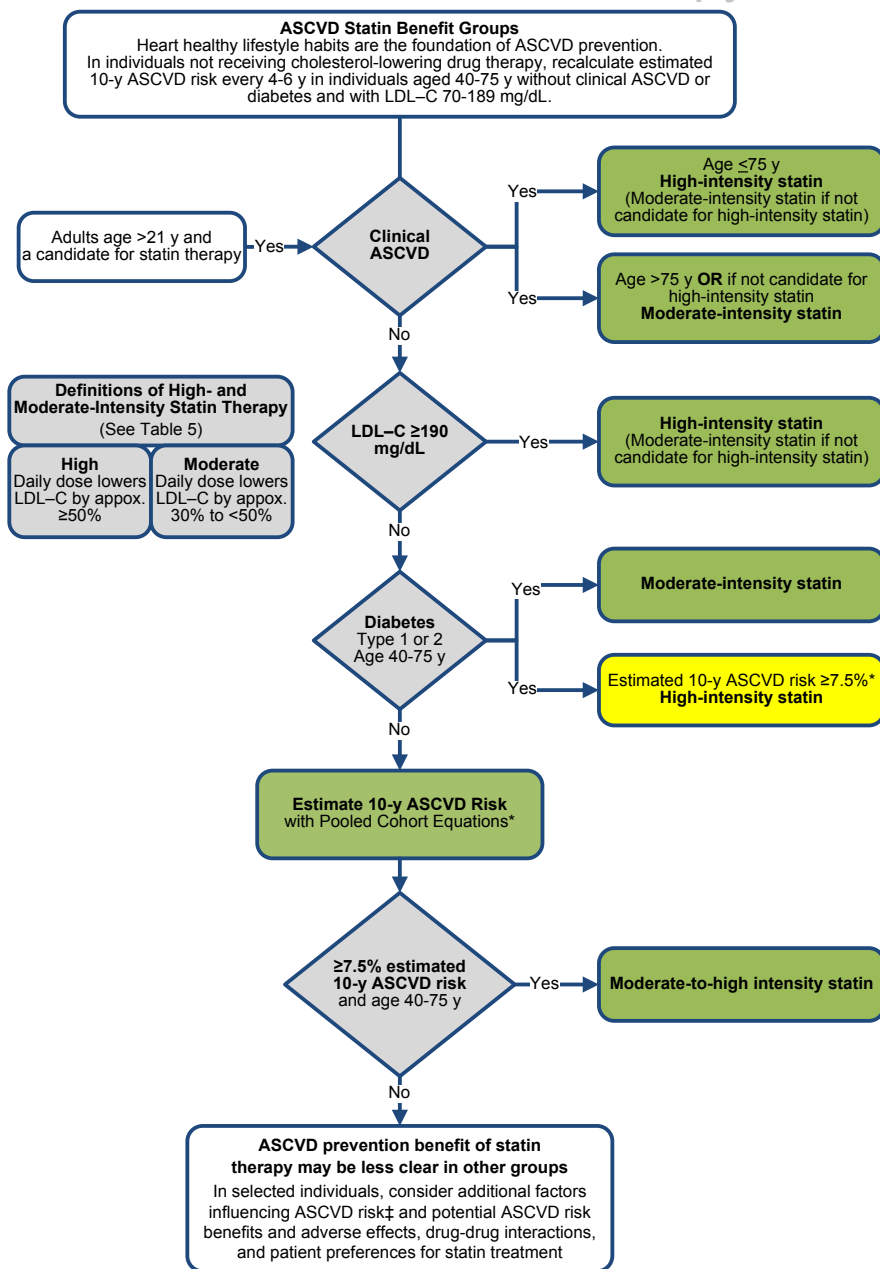 ASCVD Statin Benefit Groups
Heart healthy lifestyle habits are the foundation of ASCVD prevention.
In individuals not receiving cholesterol-lowering drug therapy, recalculate estimated
10-y ASCVD risk every 4-6 y in individuals aged 40-75 y without clinical ASCVD or
diabetes and with LDL–C 70-189 mg/dL.
Adults age >21 y and
a candidate for statin therapy
Yes
Clinical
ASCVD
Yes
Age ≤75 y
High-intensity statin
(Moderate-intensity statin if not
candidate for high-intensity statin)
Yes
Age >75 y OR if not candidate for
high-intensity statin
Moderate-intensity statin
No
Definitions of High- and
Moderate-Intensity Statin Therapy
(See Table 5)
High
Daily dose lowers
LDL–C by appox.
≥50%
Moderate
Daily dose lowers
LDL–C by appox.
30% to <50%
LDL–C ≥190
mg/dL
Yes
High-intensity statin
(Moderate-intensity statin if not
candidate for high-intensity statin)
No
Diabetes
Type 1 or 2
Age 40-75 y
Yes
Moderate-intensity statin
Yes
Estimated 10-y ASCVD risk ≥7.5%*
High-intensity statin
No
Estimate 10-y ASCVD Risk
with Pooled Cohort Equations*
≥7.5% estimated
10-y ASCVD risk
and age 40-75 y
Yes
Moderate-to-high intensity statin
No
ASCVD prevention benefit of statin
therapy may be less clear in other groups
In selected individuals, consider additional factors
influencing ASCVD risk‡ and potential ASCVD risk
benefits and adverse effects, drug-drug interactions,
and patient preferences for statin treatment